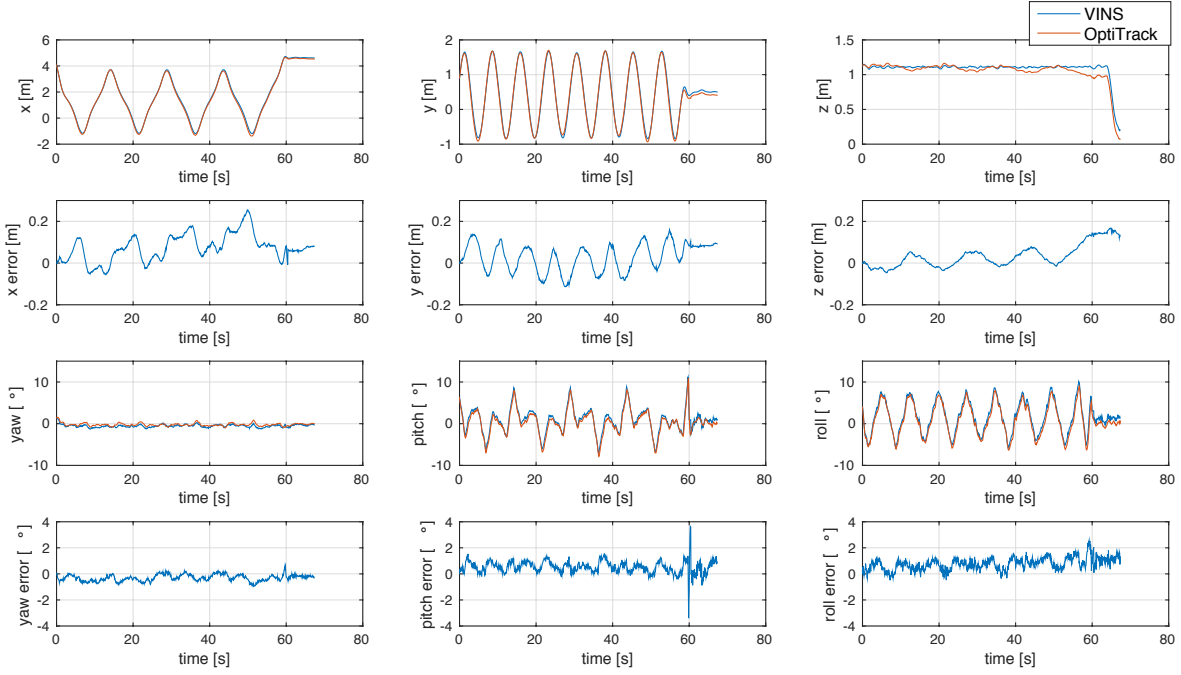 VINS
OptiTrack
6
4
2
0
-2
x [m]
0 20 40 60 80
time [s]
2
1
0
-1
y [m]
0 20 40 60 80
time [s]
1.5
1
0.5
0
z [m]
0 20 40 60 80
time [s]
0.2
0
-0.2
x error [m]
0 20 40 60 80
time [s]
0.2
0
-0.2
y error [m]
0 20 40 60 80
time [s]
0.2
0
-0.2
z error [m]
0 20 40 60 80
time [s]
10
0
-10
yaw [ °]
0 20 40 60 80
time [s]
10
0
-10
pitch [ °]
0 20 40 60 80
time [s]
10
0
-10
roll [ °]
0 20 40 60 80
time [s]
4
2
0
-2
-4
yaw error [ °]
0 20 40 60 80
time [s]
4
2
0
-2
-4
pitch error [ °]
0 20 40 60 80
time [s]
4
2
0
-2
-4
roll error [ °]
0 20 40 60 80
time [s]